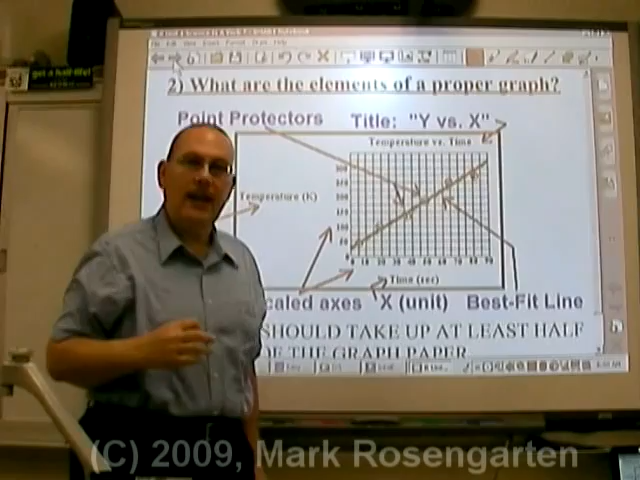 2) What are the elements of a proper graph?
get a half-life!
Point Protectors
Title: "Y vs. X"
Temperature vs. Time
Temperature (K)
Time (sec)
caled axes
X (unit)
Best-Fit Line
SHOULD TAKE UP AT LEAST HALF
OF THE GRAPH PAPER
(C) 2009, Mark Rosengarten